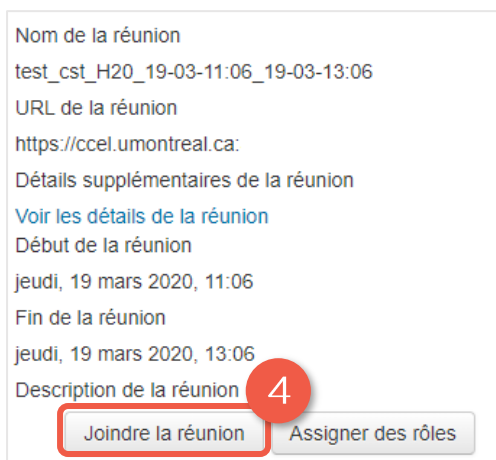 Nom de la réunion
test_cst_H20_19-03-11:06_19-03-13:06
URL de la réunion
https://ccel.umontreal.ca:
Détails supplémentaires de la réunion
Voir les détails de la réunion
Début de la réunion
jeudi, 19 mars 2020, 11:06
Fin de la réunion
jeudi, 19 mars 2020, 13:06
Description de la réunion
4
Joindre la réunion Assigner des rôles